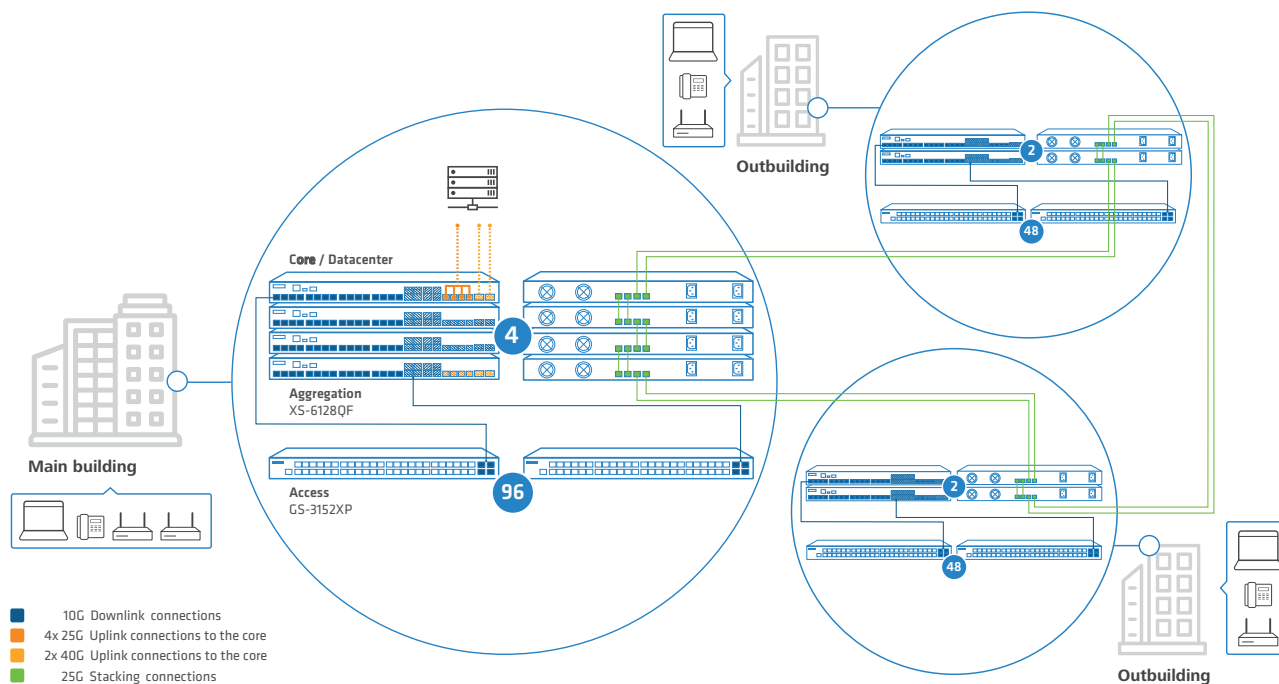 Outbuilding
2
48
Core / Datacenter
4
Aggregation
XS-6128QF
Main building
96
Access
GS-3152XP
2
48
Outbuilding
10G Downlink connections
4x 25G Uplink connections to the core
2x 40G Uplink connections to the core
25G Stacking connections